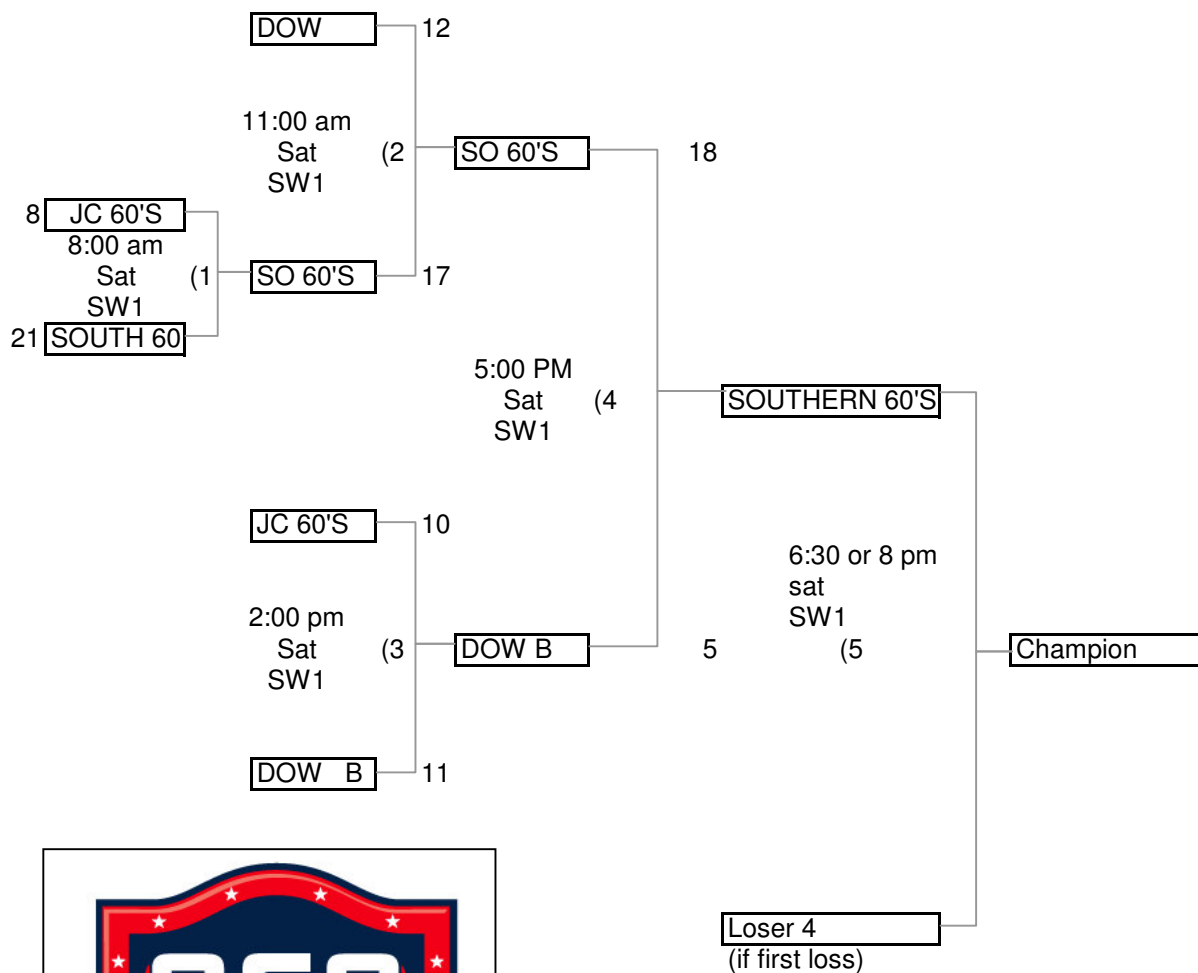 DOW 12
11:00 am
Sat (2 SO 60'S 18
SW1
8 JC 60'S
8:00 am
Sat (1 SO 60'S 17
SW1
21 SOUTH 60
5:00 PM
Sat (4 SOUTHERN 60'S
SW1
JC 60'S 10
6:30 or 8 pm
sat
SW1
2:00 pm
Sat (3 DOW B 5 (5 Champion
SW1
DOW B 11
Loser 4
(if first loss)